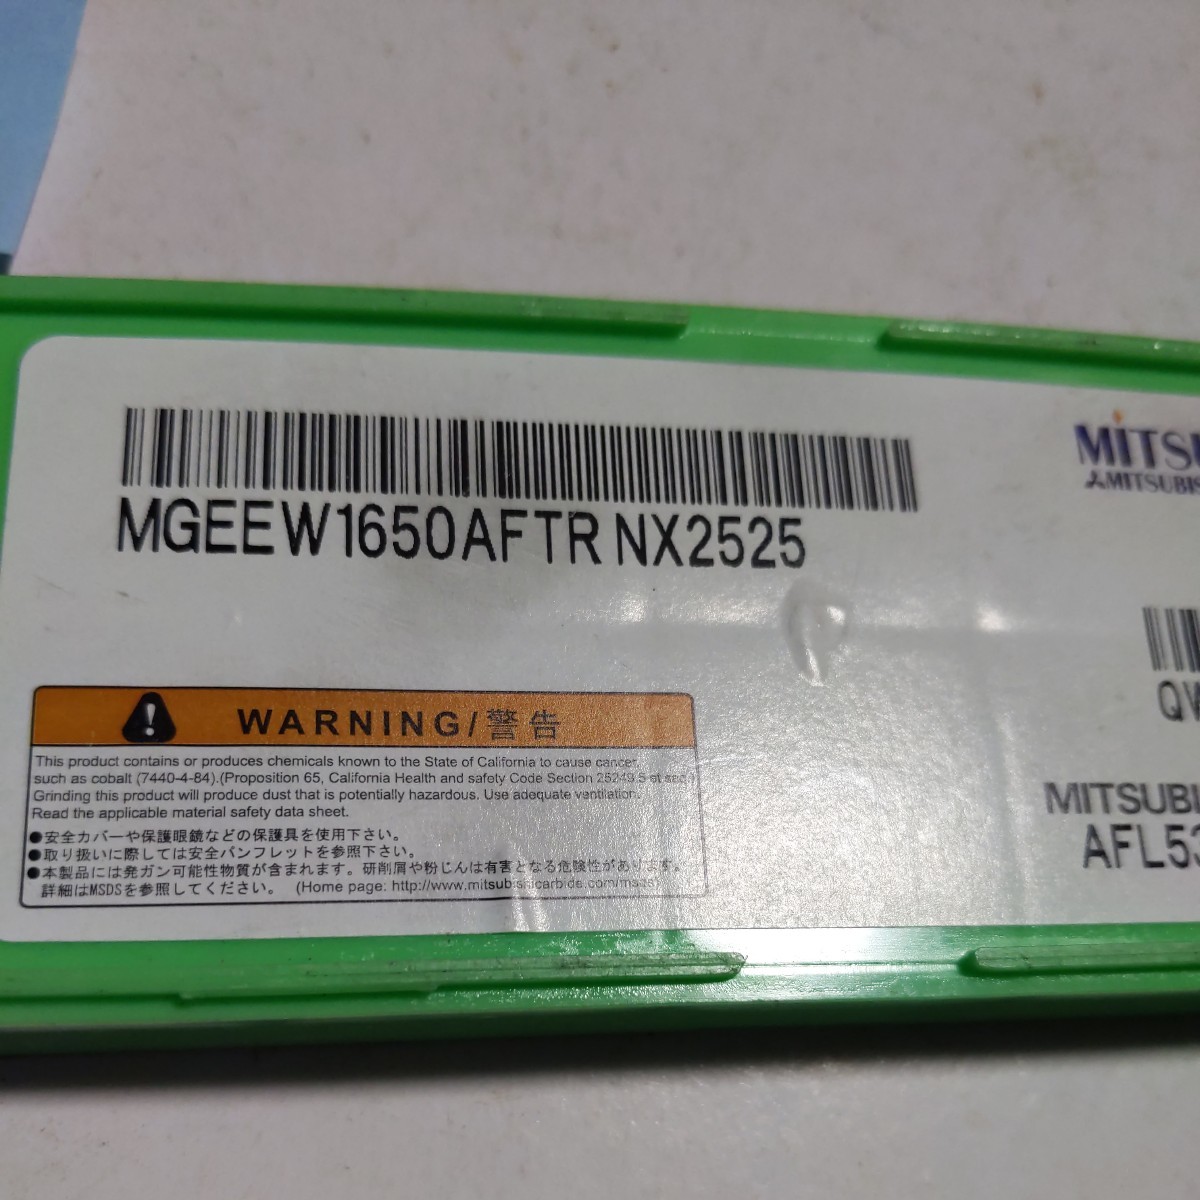 MGEEW1650AFTR NX2525
WARNING/警告
This product contains or produces chemicals known to the State of California to cause cancer,
such as cobalt (7440-4-84).(Proposition 65, California Health and safety Code Section 25249.5 et seq.)
Grinding this product will produce dust that is potentially hazardous. Use adequate ventilation.
Read the applicable material safety data sheet.
●安全カバーや保護眼鏡などの保護具を使用下さい。
●取り扱いに際しては安全パンフレットを参照下さい。
●本製品には発ガン可能性物質が含まれます。研削屑や粉じんは有害となる危険性があります。
詳細はMSDSを参照してください。 (Home page: http://www.mitsubishicarbide.com/msds)
MITSU
MITSUBIS
QV
MITSUBI
AFL53